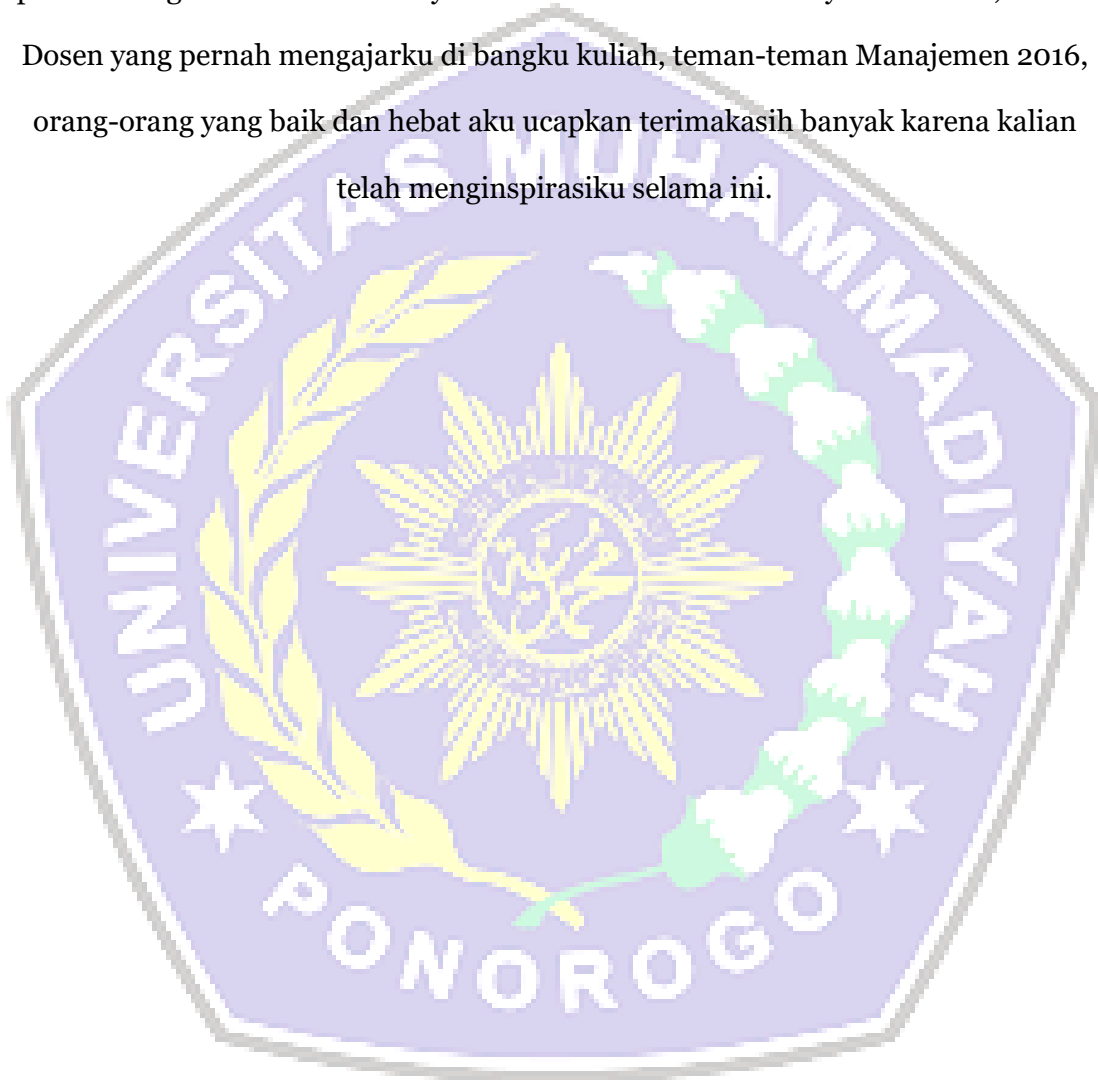 Dosen yang pernah mengajarku di bangku kuliah, teman-teman Manajemen 2016,
orang-orang yang baik dan hebat aku ucapkan terimakasih banyak karena kalian
telah menginspirasiku selama ini.
UNIVERSITAS MUHAMMADIYAH
PONOROGO